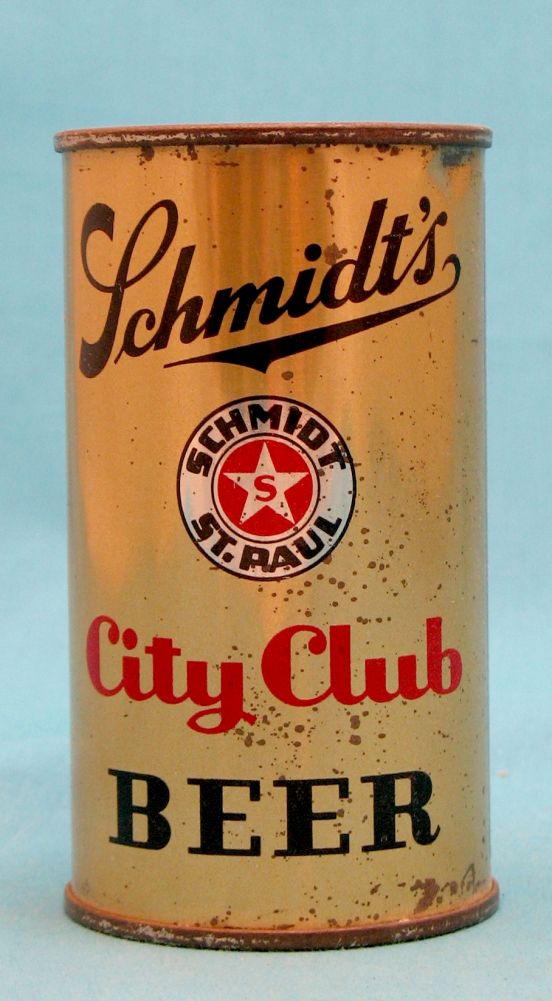 Schmidt's
SCHMIDT
S
ST. PAUL
City Club
BEER